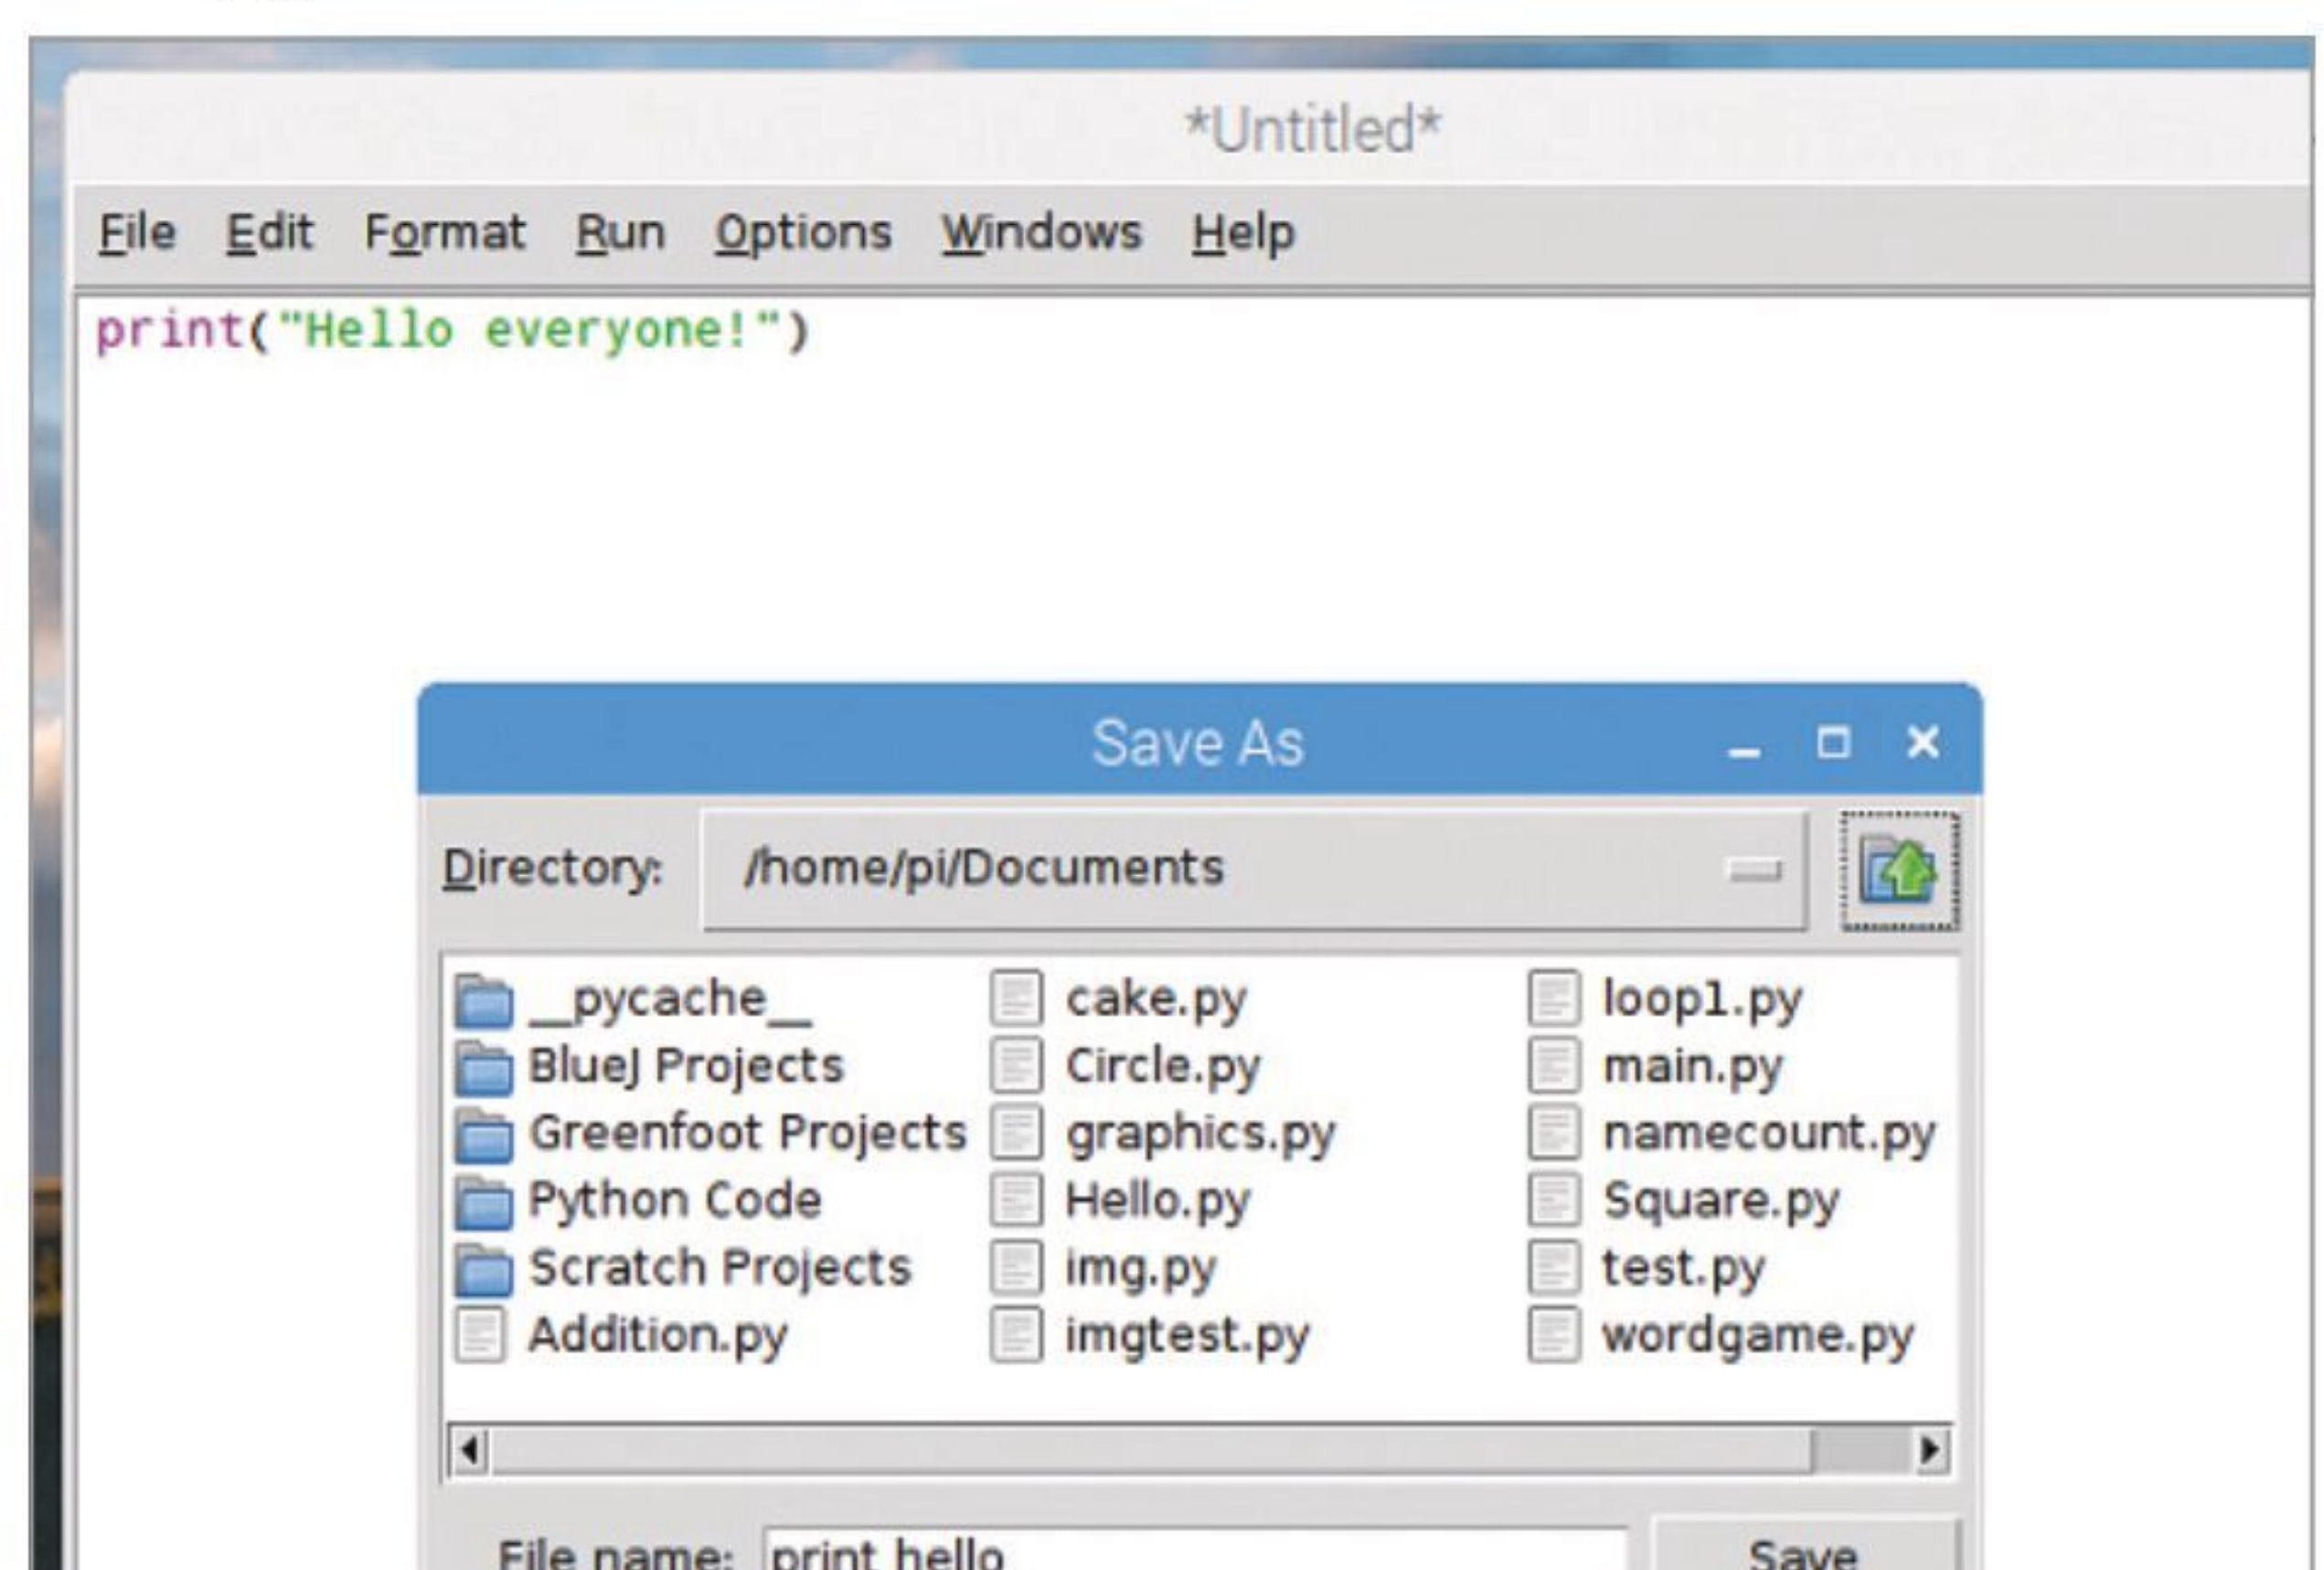 *Untitled*
File Edit Format Run Options Windows Help
print("Hello everyone!")
Save As
Directory: /home/pi/Documents
__pycache__ cake.py loop1.py
BlueJ Projects Circle.py main.py
Greenfoot Projects graphics.py namecount.py
Python Code Hello.py Square.py
Scratch Projects img.py test.py
Addition.py imgtest.py wordgame.py
File name: print hello Save